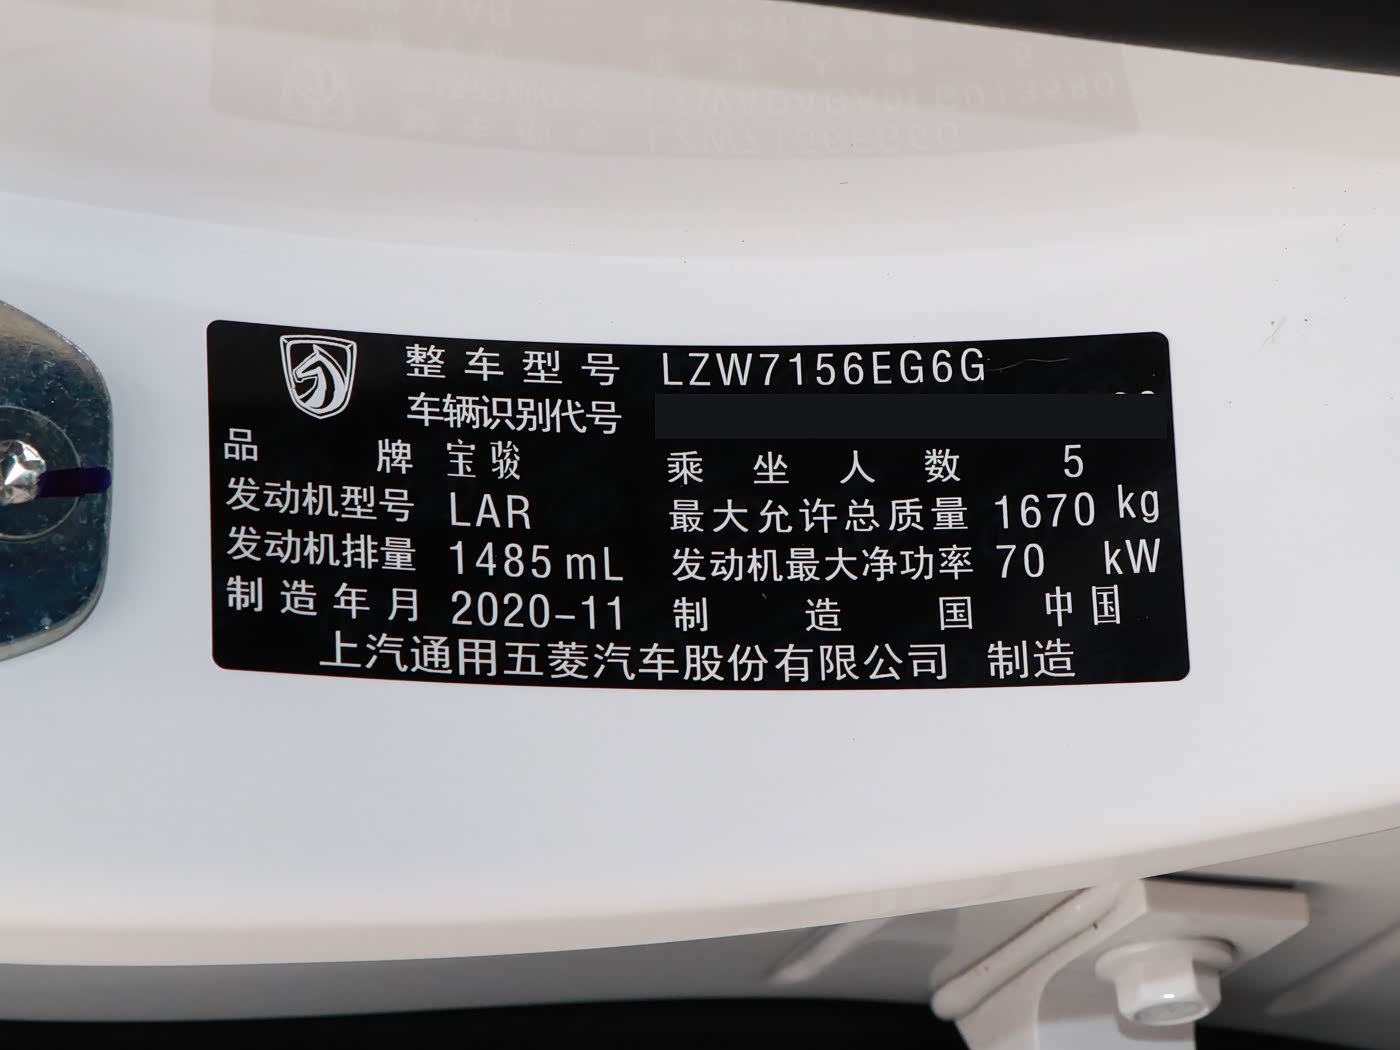 整车型号 LZW7156EG6G
车辆识别代号
品牌 宝骏 乘坐人数 5
发动机型号 LAR 最大允许总质量 1670 kg
发动机排量 1485 mL 发动机最大净功率 70 kW
制造年月 2020-11 制造国 中国
上汽通用五菱汽车股份有限公司 制造